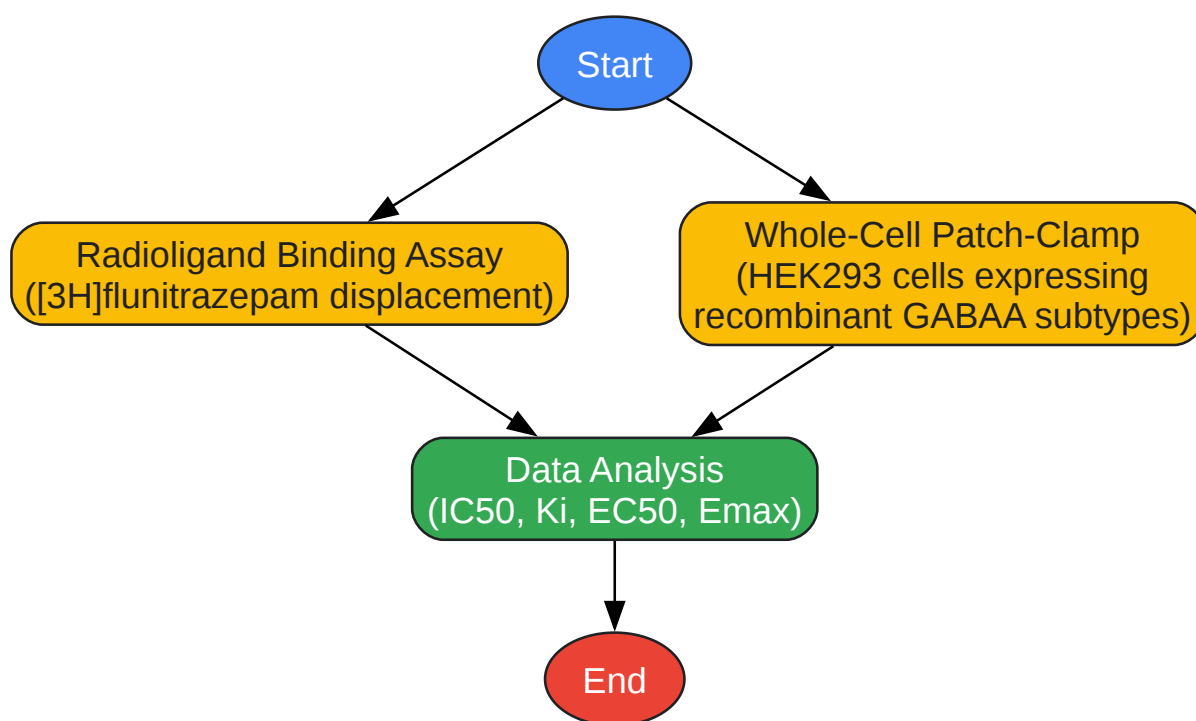 Start
Radioligand Binding Assay
([3H]flunitrazepam displacement)
Whole-Cell Patch-Clamp
(HEK293 cells expressing
recombinant GABAA subtypes)
Data Analysis
(IC50, Ki, EC50, Emax)
End